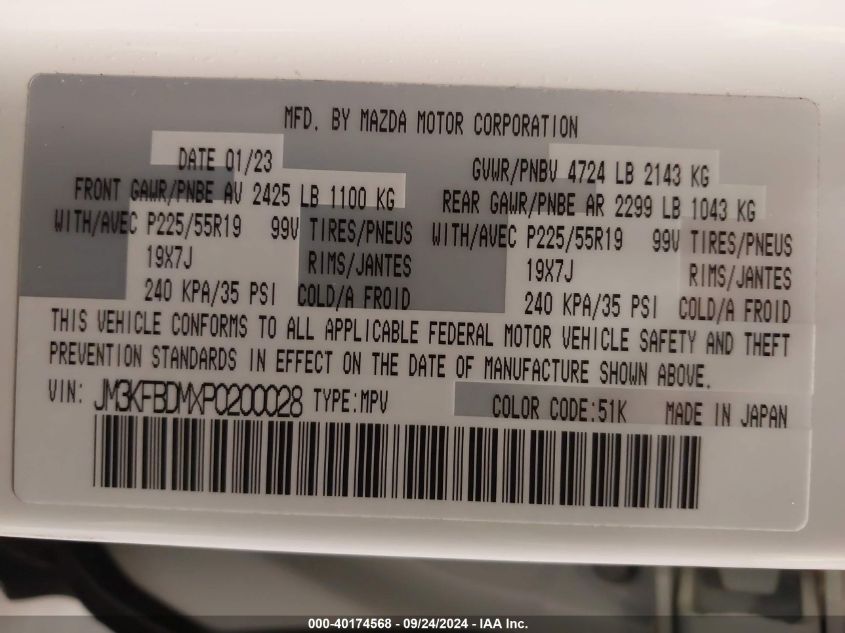 MFD. BY MAZDA MOTOR CORPORATION
DATE 01/23 GVWR/PNBV 4724 LB 2143 KG
FRONT GAWR/PNBE AV 2425 LB 1100 KG REAR GAWR/PNBE AR 2299 LB 1043 KG
WITH/AVEC P225/55R19 99V TIRES/PNEUS WITH/AVEC P225/55R19 99V TIRES/PNEUS
19X7J RIMS/JANTES 19X7J RIMS/JANTES
240 KPA/35 PSI COLD/A FROID 240 KPA/35 PSI COLD/A FROID
THIS VEHICLE CONFORMS TO ALL APPLICABLE FEDERAL MOTOR VEHICLE SAFETY AND THEFT
PREVENTION STANDARDS IN EFFECT ON THE DATE OF MANUFACTURE SHOWN ABOVE.
VIN: JM3KFBDMXP0200028 TYPE:MPV COLOR CODE:51K MADE IN JAPAN
000-40174568 - 09/24/2024 - IAA Inc.